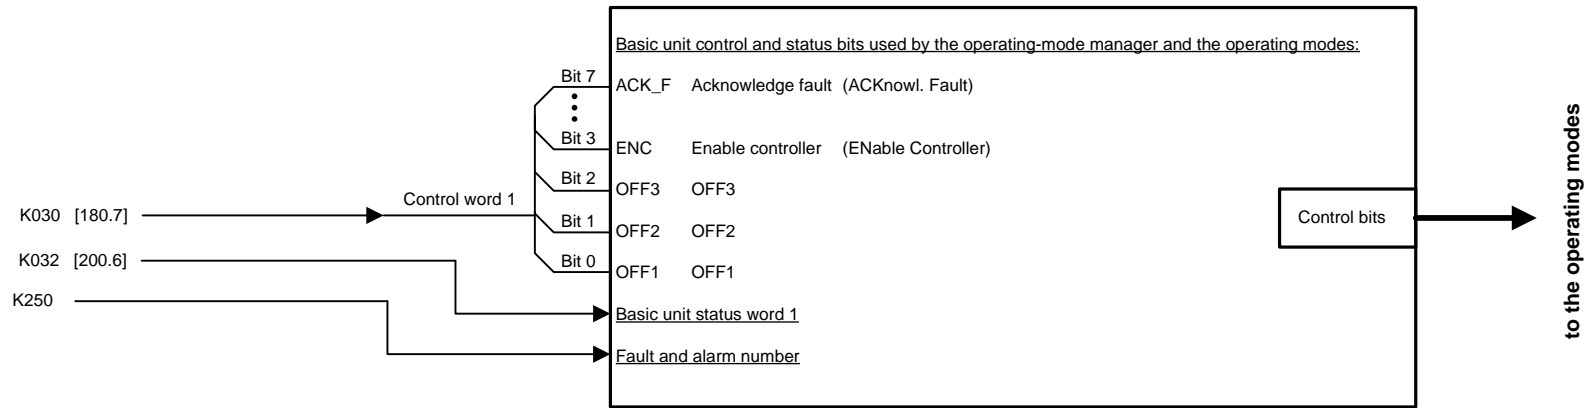 Basic unit control and status bits used by the operating-mode manager and the operating modes:
Bit 7 ACK_F Acknowledge fault (ACKnowl. Fault)
Bit 3 ENC Enable controller (ENable Controller)
Bit 2 OFF3 OFF3
K030 [180.7] Control word 1
Bit 1 OFF2 OFF2
Control bits
to the operating modes
K032 [200.6]
Bit 0 OFF1 OFF1
K250
Basic unit status word 1
Fault and alarm number